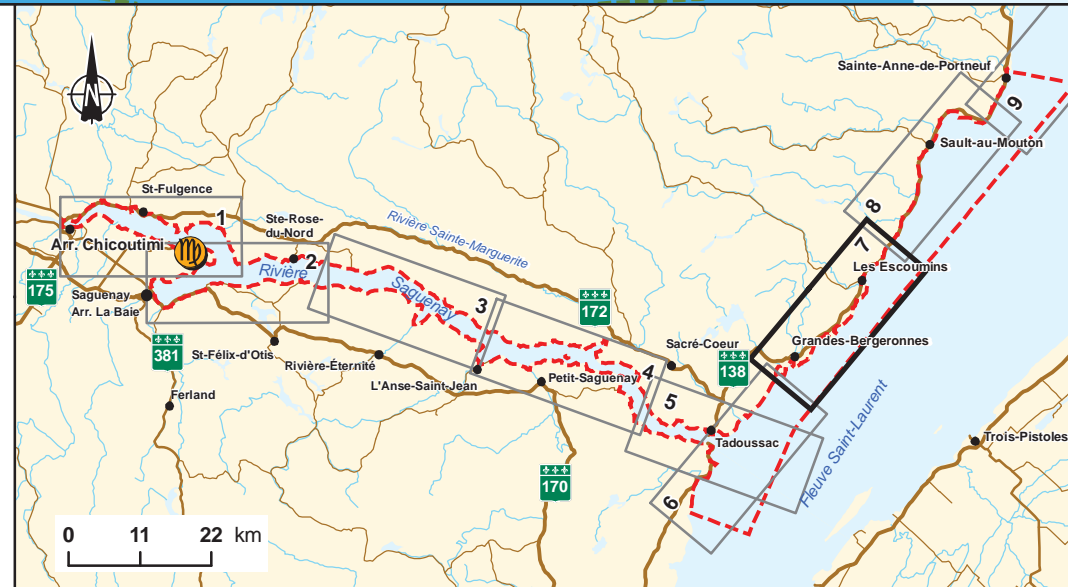 N
Sainte-Anne-de-Portneuf
9
Sault-au-Mouton
St-Fulgence
1
8
Ste-Rose-
du-Nord
Rivière Sainte-Marguerite
Arr. Chicoutimi
7
Les Escoumins
Rivière
2
175
Saguenay
Saguenay
Arr. La Baie
3
172
381
St-Félix-d'Otis
Sacré-Coeur
138
Grandes-Bergeronnes
Rivière-Éternité
L'Anse-Saint-Jean
Petit-Saguenay
4
Ferland
5
Tadoussac
Fleuve Saint-Laurent
Trois-Pistoles
170
6
0 11 22 km